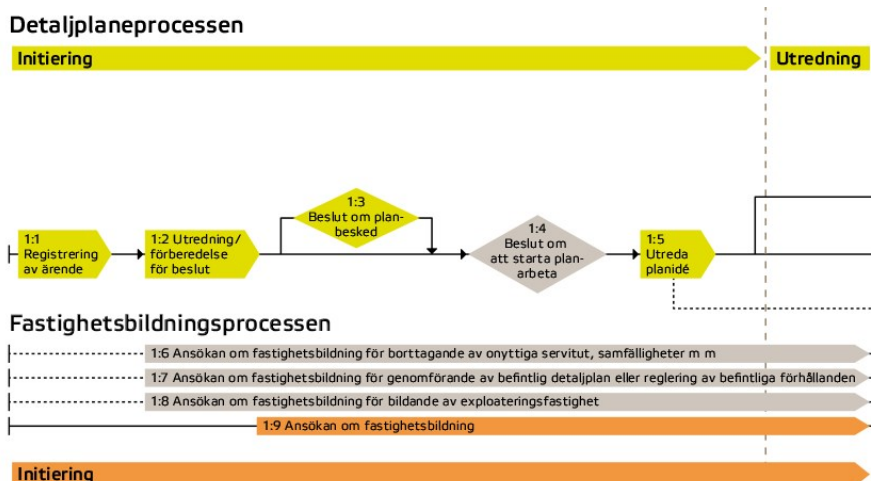 Detaljplaneprocessen
Initiering
Utredning
1:1
Registrering
av ärende
1:2 Utredning/
förberedelse
för beslut
1:3
Beslut om plan-
besked
1:4
Beslut om
att starta plan-
arbeta
1:5
Utreda
planidé
Fastighetsbildningsprocessen
1:6 Ansökan om fastighetsbildning för borttagande av onyttiga servitut, samfälligheter m m
1:7 Ansökan om fastighetsbildning för genomförande av befintlig detaljplan eller reglering av befintliga förhållanden
1:8 Ansökan om fastighetsbildning för bildande av exploateringsfastighet
1:9 Ansökan om fastighetsbildning
Initiering